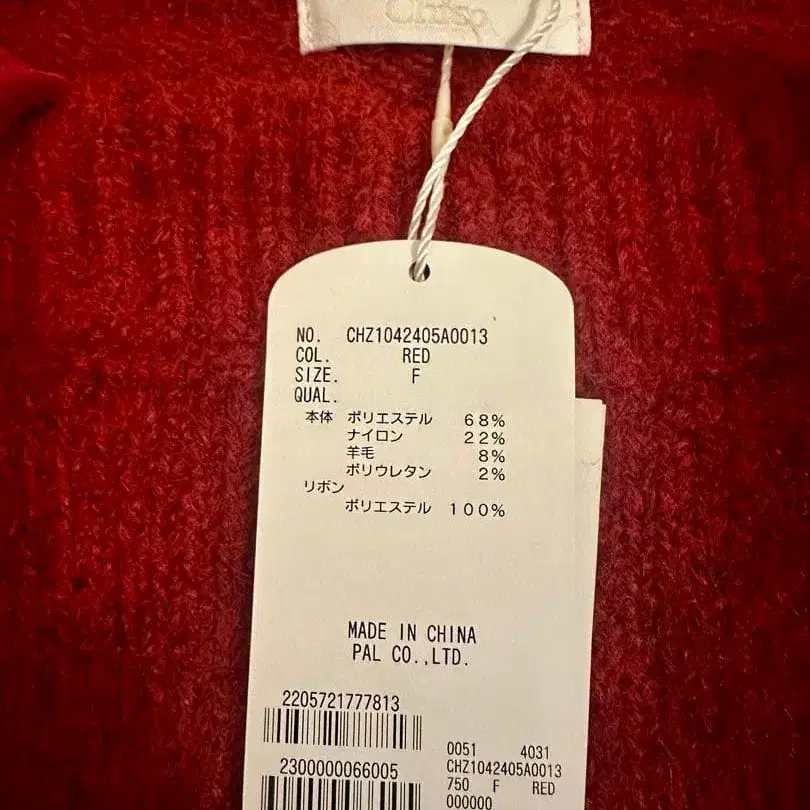 NO. CHZ1042405A0013
COL. RED
SIZE. F
QUAL.
本体 ポリエステル 68%
ナイロン 22%
羊毛 8%
ポリウレタン 2%
リボン
ポリエステル 100%
MADE IN CHINA
PAL CO.,LTD.
2205721777813
2300000066005
0051 4031
CHZ1042405A0013
750 F RED
000000